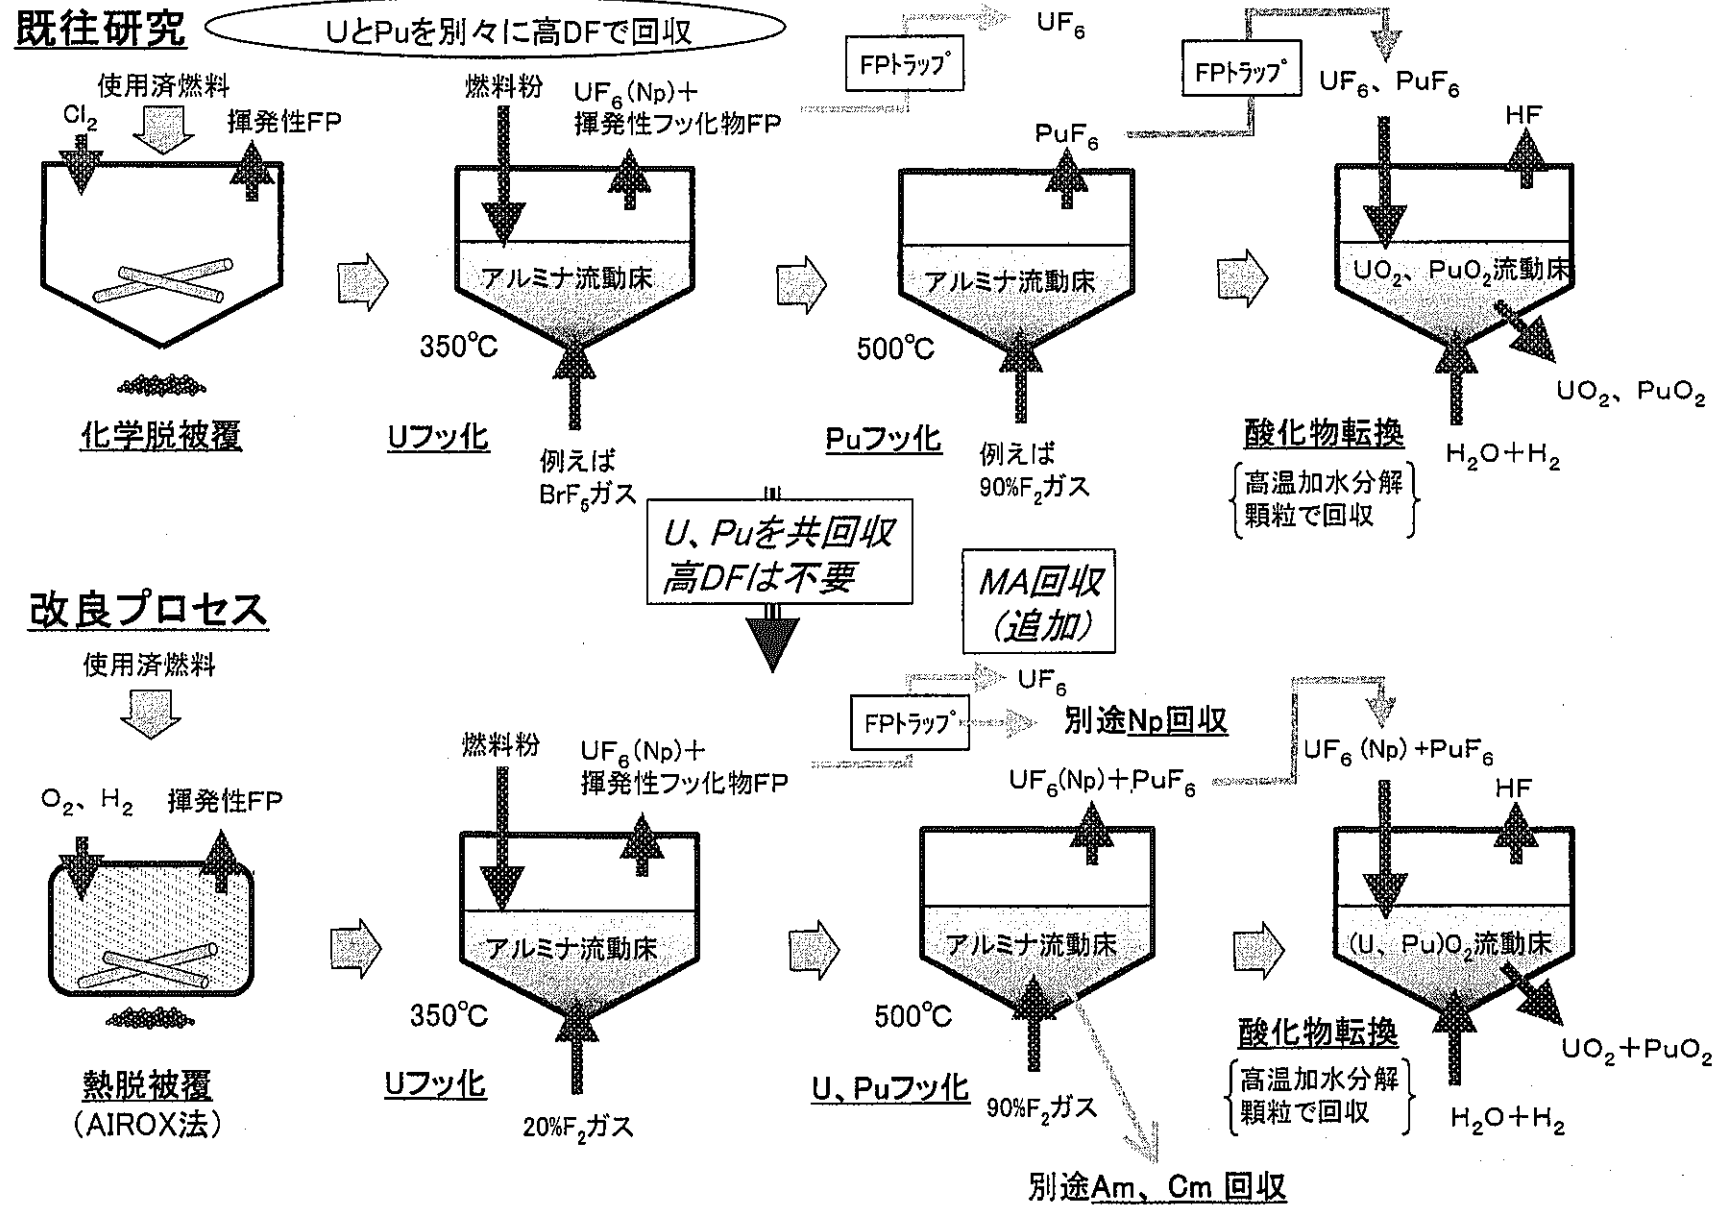 既往研究
UとPuを別々に高DFで回収
使用済燃料
Cl₂
揮発性FP
化学脱被覆
燃料粉
UF₆(Np)+
揮発性フッ化物FP
アルミナ流動床
350℃
Uフッ化
例えば
BrF₅ガス
FPトラップ
UF₆
PuF₆
アルミナ流動床
500℃
Puフッ化
例えば
90%F₂ガス
FPトラップ
UF₆、PuF₆
HF
UO₂、PuO₂流動床
UO₂、PuO₂
酸化物転換
高温加水分解
顆粒で回収
H₂O+H₂
U、Puを共回収
高DFは不要
MA回収
(追加)
改良プロセス
使用済燃料
O₂、H₂
揮発性FP
熱脱被覆
(AIROX法)
燃料粉
UF₆(Np)+
揮発性フッ化物FP
アルミナ流動床
350℃
Uフッ化
20%F₂ガス
FPトラップ
UF₆
別途Np回収
UF₆(Np)+PuF₆
アルミナ流動床
500℃
U、Puフッ化
90%F₂ガス
別途Am、Cm 回収
UF₆(Np)+PuF₆
HF
(U、Pu)O₂流動床
UO₂+PuO₂
酸化物転換
高温加水分解
顆粒で回収
H₂O+H₂